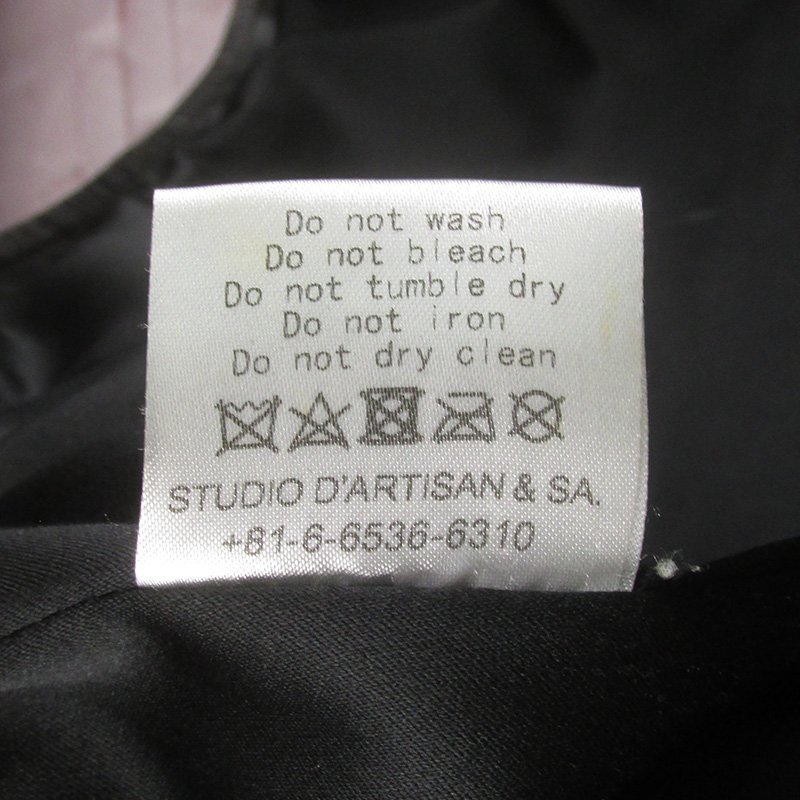 Do not wash
Do not bleach
Do not tumble dry
Do not iron
Do not dry clean
STUDIO D'ARTISAN & SA.
+81-6-6536-6310